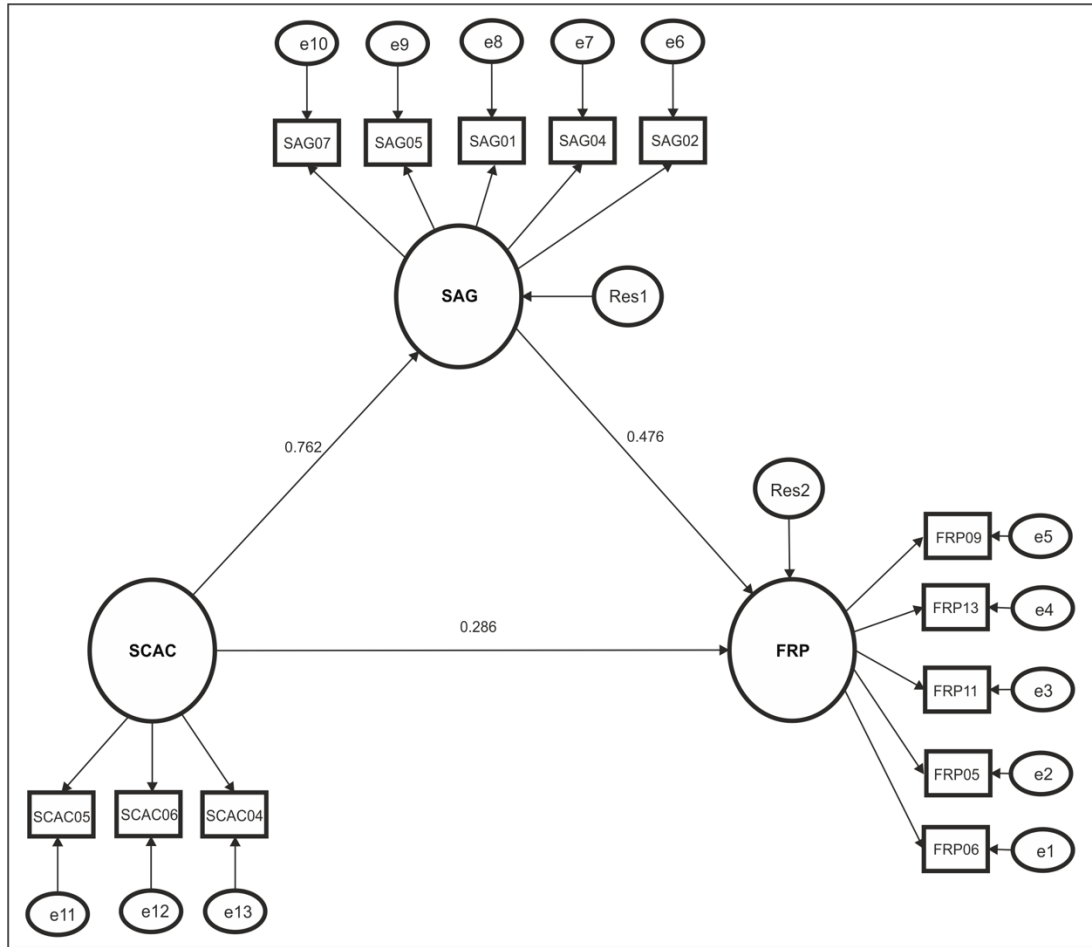 e10
e9
e8
e7
e6
SAG07
SAG05
SAG01
SAG04
SAG02
SAG
Res1
0.762
0.476
Res2
FRP09
e5
FRP13
e4
SCAC
0.286
FRP
FRP11
e3
FRP05
e2
SCAC05
SCAC06
SCAC04
FRP06
e1
e11
e12
e13